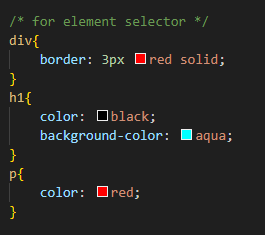 /* for element selector */
div{
    border: 3px red solid;
}
h1{
    color: black;
    background-color: aqua;
}
p{
    color: red;
}